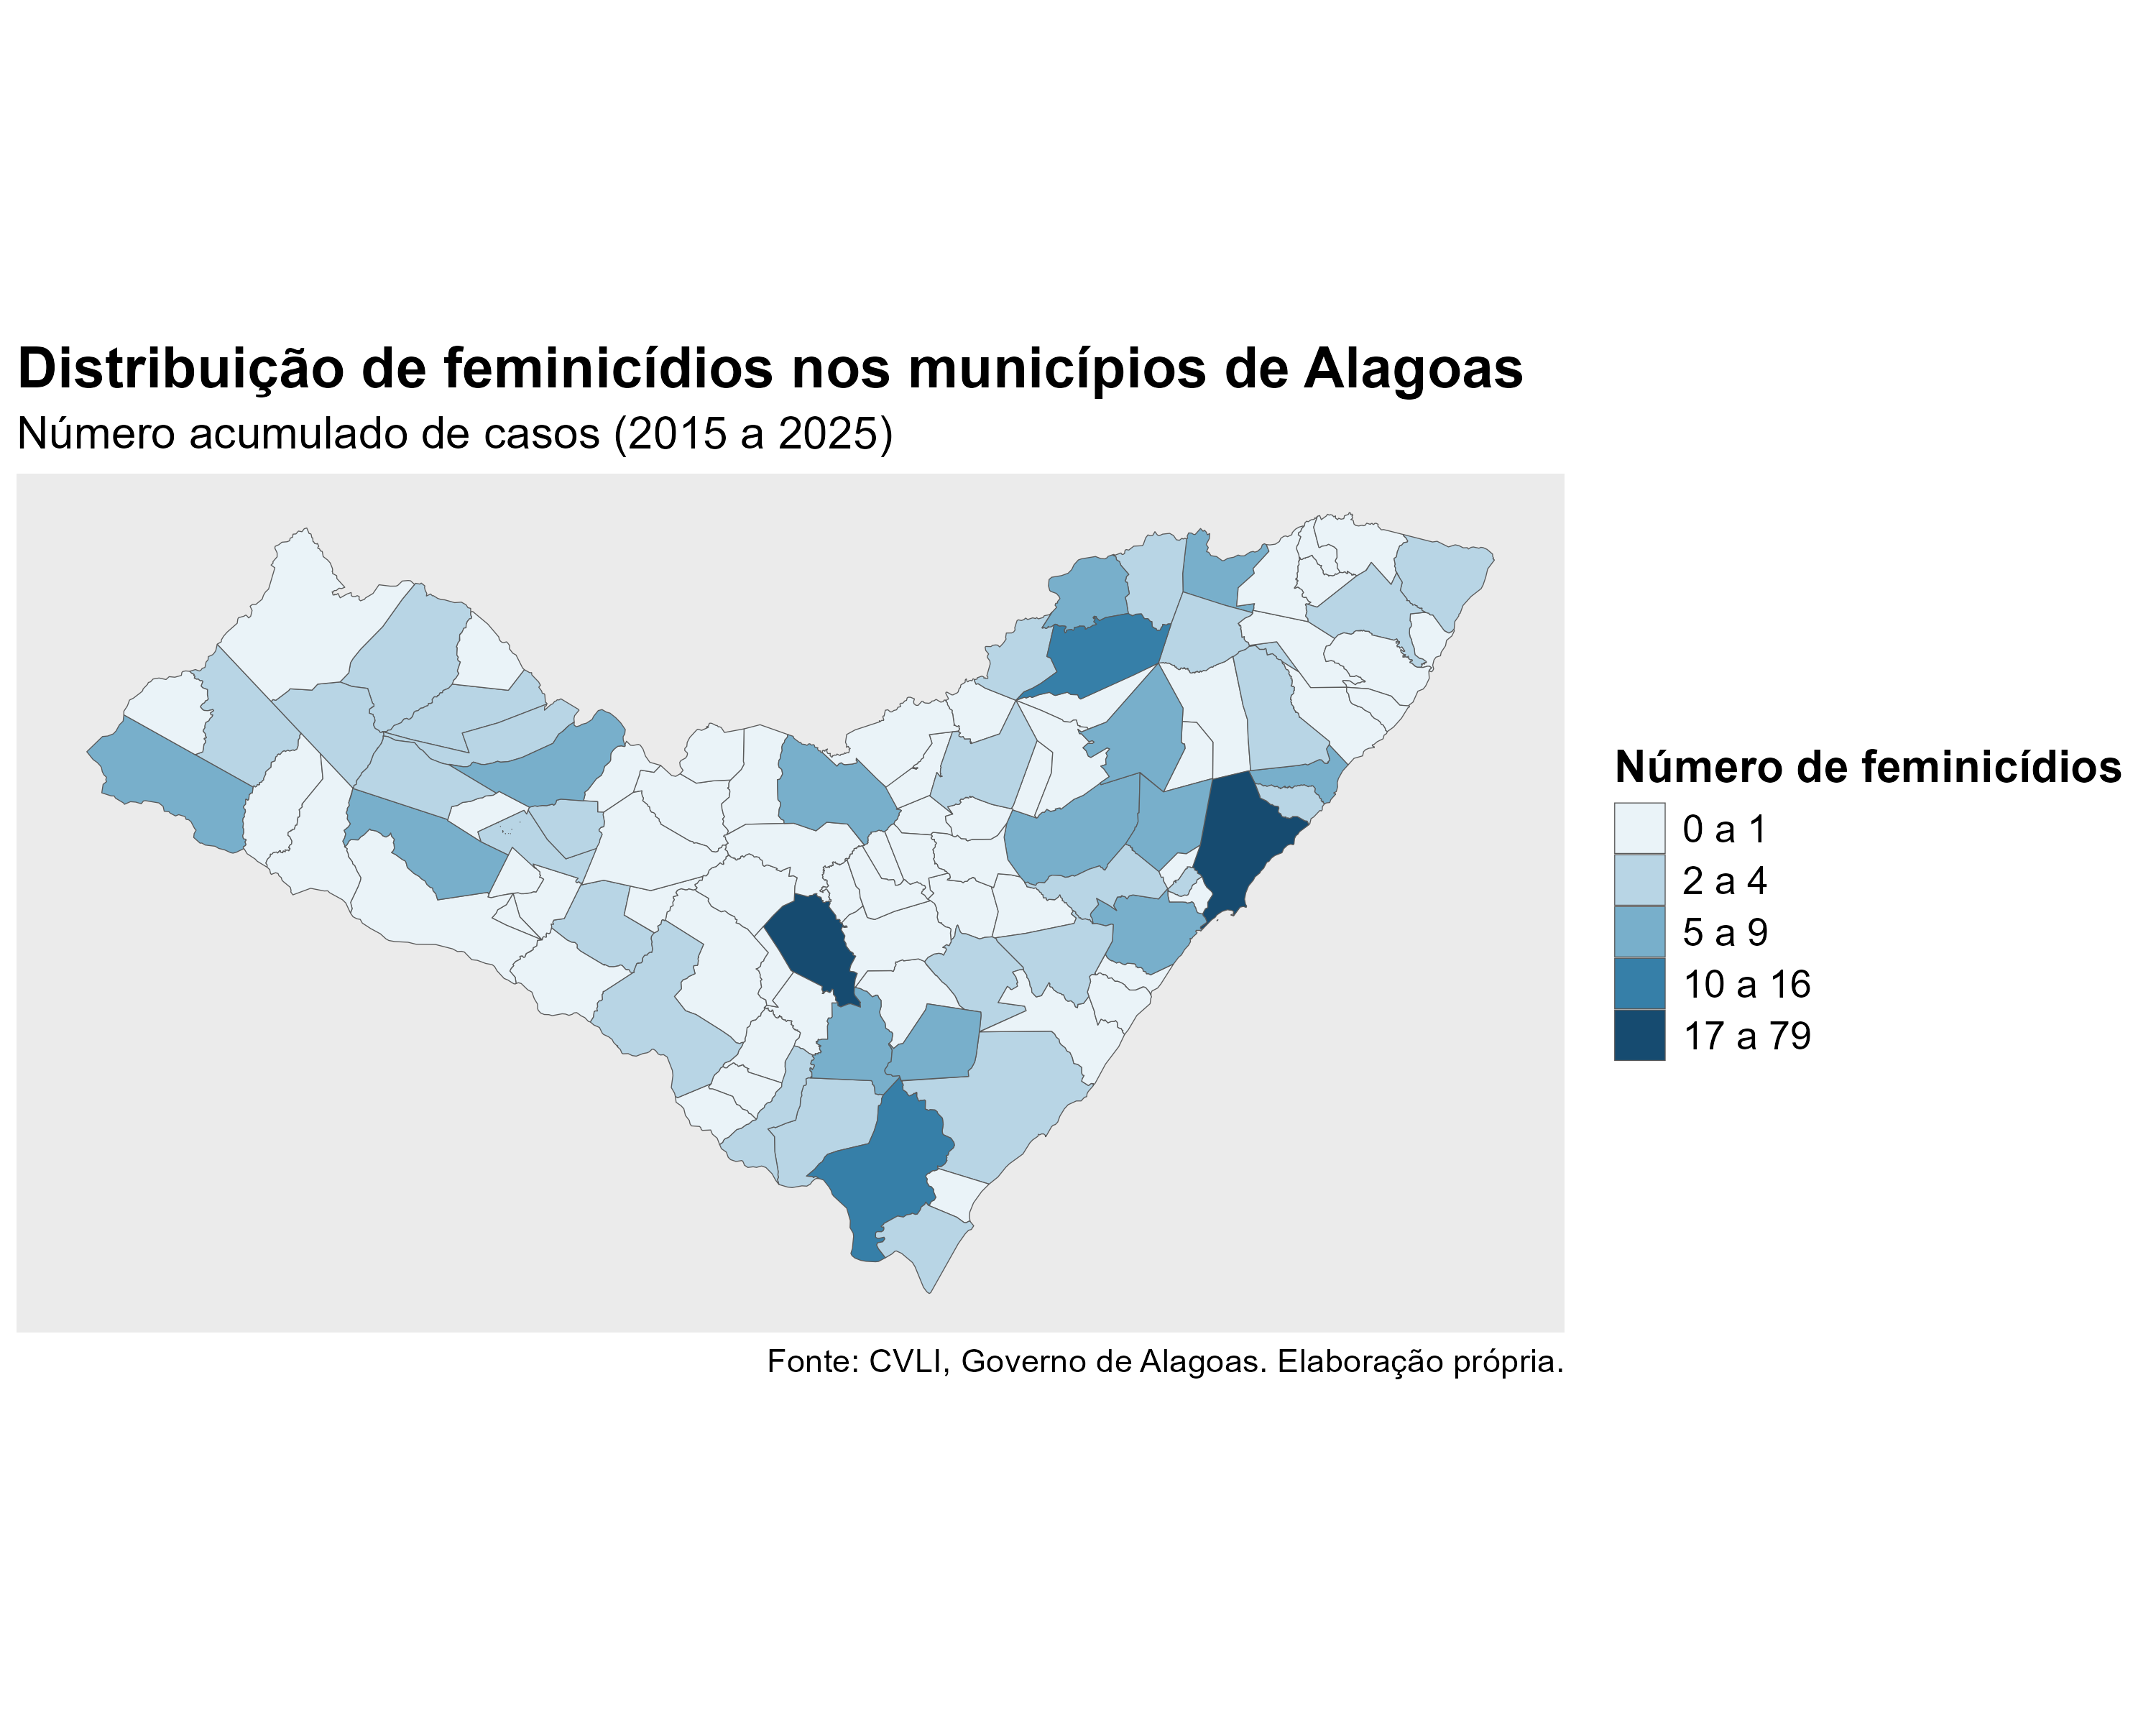 Distribuição de feminicídios nos municípios de Alagoas
Número acumulado de casos (2015 a 2025)
Número de feminicídios
0 a 1
2 a 4
5 a 9
10 a 16
17 a 79
Fonte: CVLI, Governo de Alagoas. Elaboração própria.